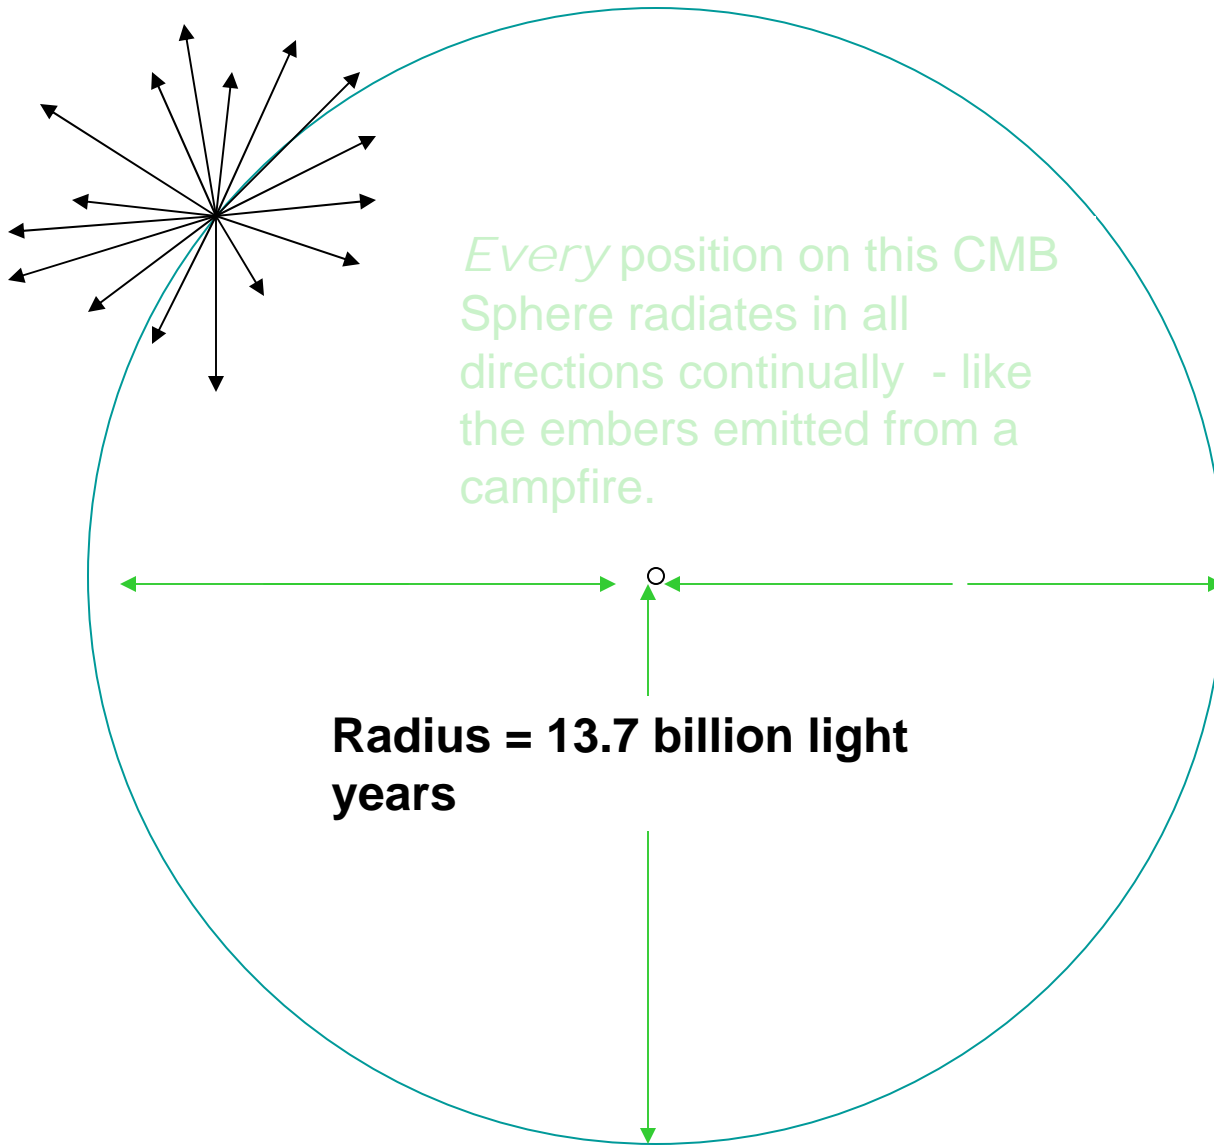 Every position on this CMB
Sphere radiates in all
directions continually - like
the embers emitted from a
campfire.
Radius = 13.7 billion light
years